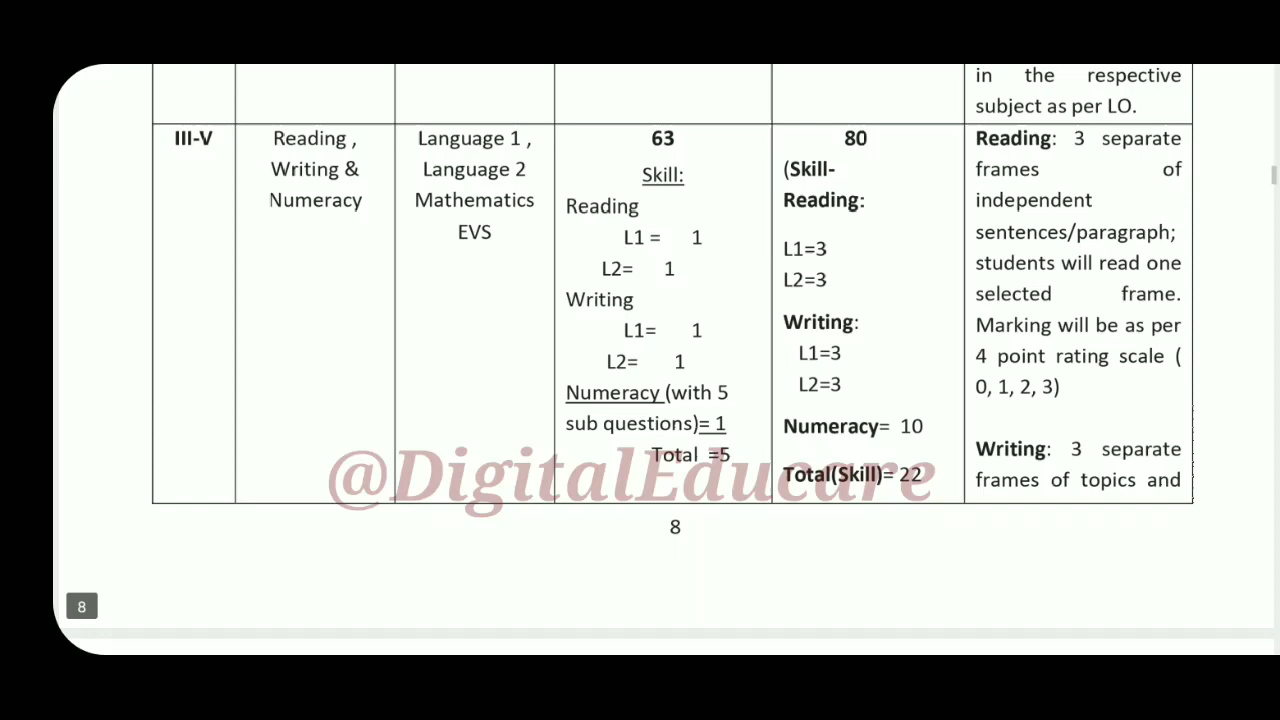 in the respective
subject as per LO.
III-V
Reading ,
Writing &
Numeracy
Language 1 ,
Language 2
Mathematics
EVS
63
Skill:
Reading
L1 = 1
L2= 1
Writing
L1= 1
L2= 1
Numeracy (with 5
sub questions)= 1
Total =5
80
(Skill-
Reading:
L1=3
L2=3
Writing:
L1=3
L2=3
Numeracy= 10
Total(Skill)= 22
Reading: 3 separate
frames of
independent
sentences/paragraph;
students will read one
selected frame.
Marking will be as per
4 point rating scale (
0, 1, 2, 3)
Writing: 3 separate
frames of topics and
@DigitalEducare
8
8